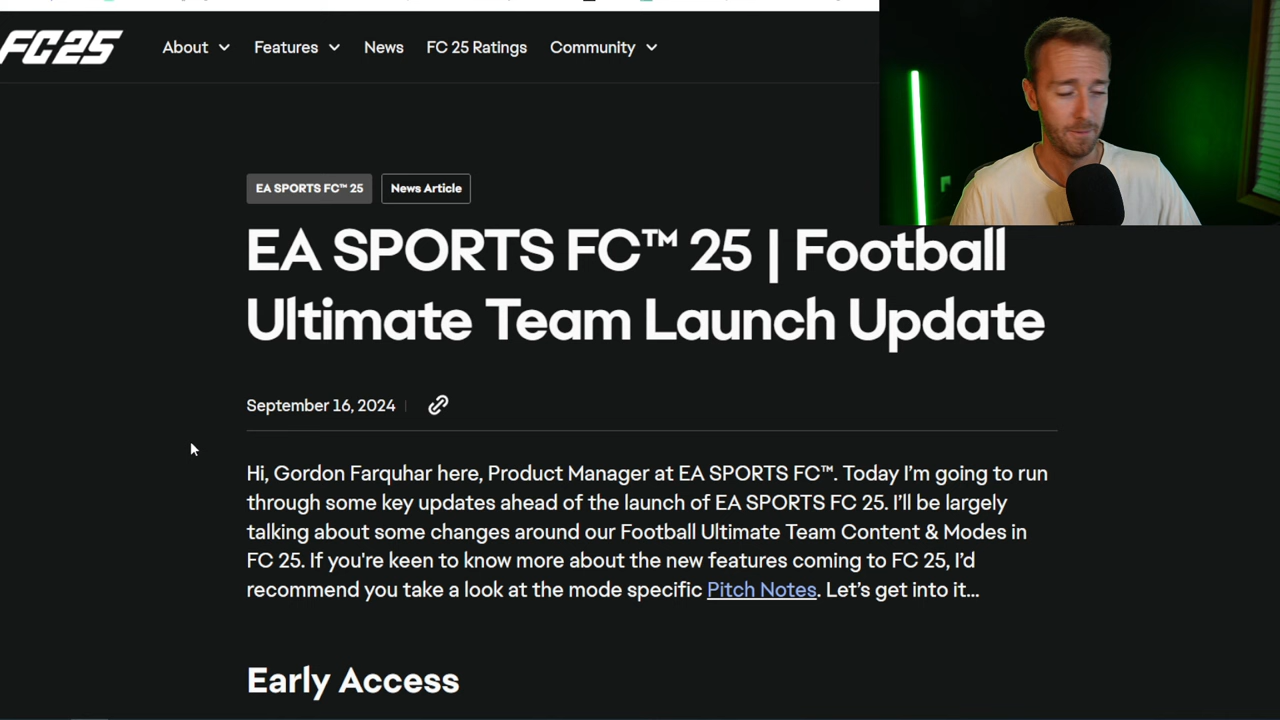 FC25 About Features News FC 25 Ratings Community
EA SPORTS FC™ 25 News Article
EA SPORTS FC™ 25 | Football
Ultimate Team Launch Update
September 16, 2024
Hi, Gordon Farquhar here, Product Manager at EA SPORTS FC™. Today I’m going to run
through some key updates ahead of the launch of EA SPORTS FC 25. I’ll be largely
talking about some changes around our Football Ultimate Team Content & Modes in
FC 25. If you're keen to know more about the new features coming to FC 25, I’d
recommend you take a look at the mode specific Pitch Notes. Let’s get into it...
Early Access